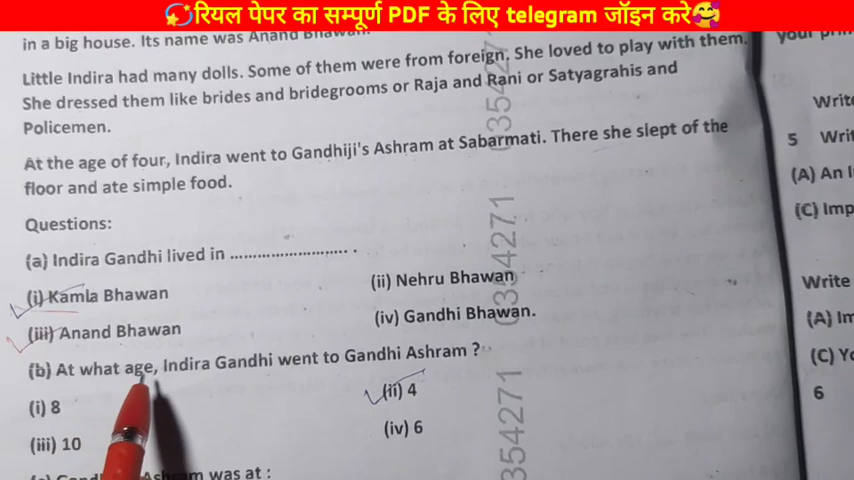 💫रियल पेपर का सम्पूर्ण PDF के लिए telegram जॉइन करे🥰
in a big house. Its name was Anand Bhawan.
Little Indira had many dolls. Some of them were from foreign. She loved to play with them.
She dressed them like brides and bridegrooms or Raja and Rani or Satyagrahis and
Policemen.
At the age of four, Indira went to Gandhiji's Ashram at Sabarmati. There she slept of the
floor and ate simple food.
Questions:
(a) Indira Gandhi lived in ........................ .
(i) Kamla Bhawan
(ii) Nehru Bhawan
(iii) Anand Bhawan
(iv) Gandhi Bhawan.
(b) At what age, Indira Gandhi went to Gandhi Ashram ?
(i) 8
(ii) 4
(iii) 10
(iv) 6
Ashram was at :
354271
354271
354271
your
Write
5 Writ
(A) An I
(C) Imp
Write
(A) Im
(C) Yo
6